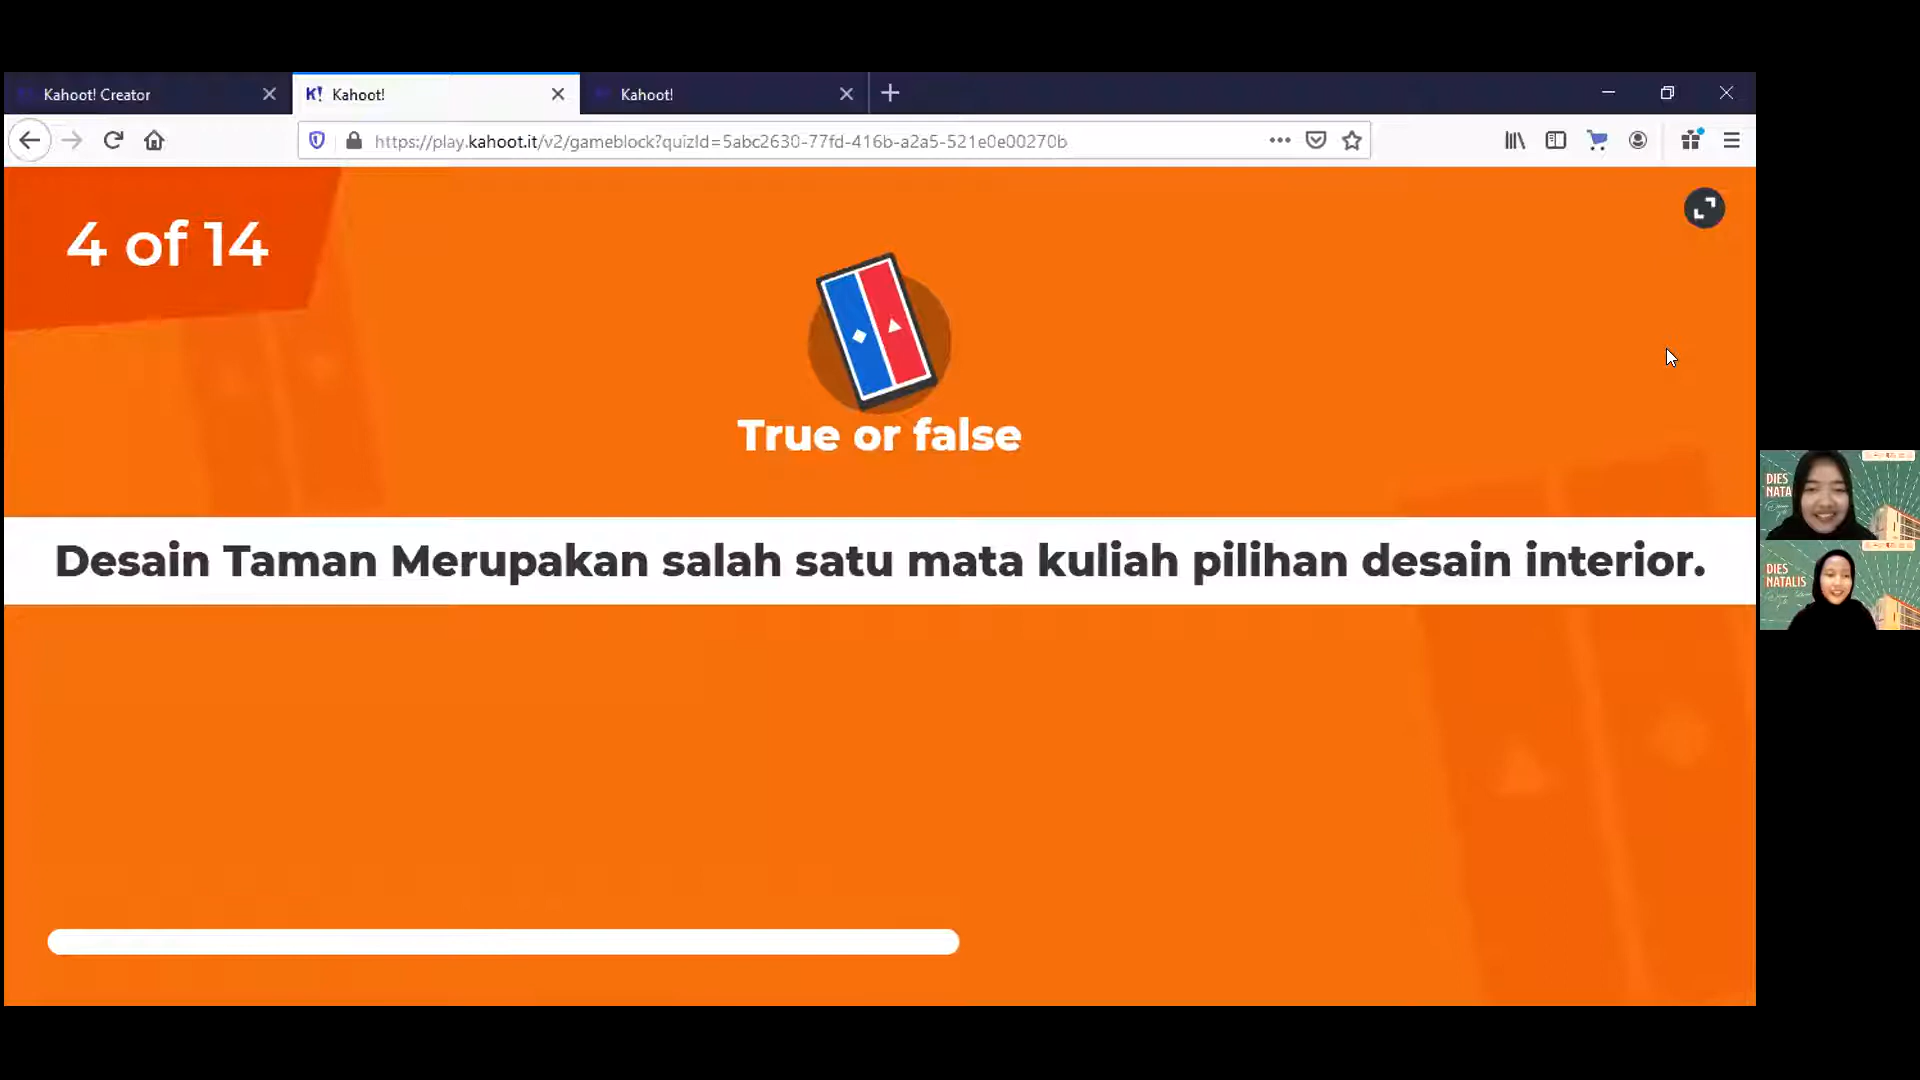 Kahoot! Creator
K! Kahoot!
Kahoot!
https://play.kahoot.it/v2/gameblock?quizId=5abc2630-77fd-416b-a2a5-521e0e00270b
4 of 14
True or false
Desain Taman Merupakan salah satu mata kuliah pilihan desain interior.
DIES
NATA
DIES
NATALIS